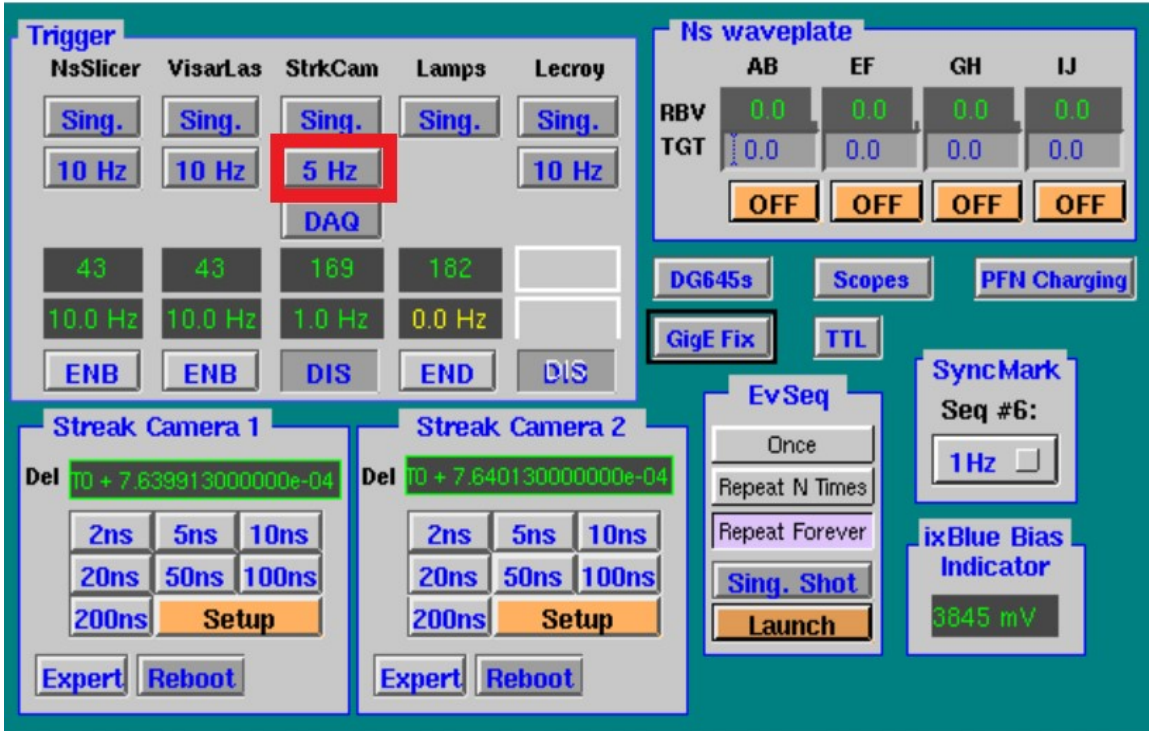 Trigger
NsSlicer VisarLas StrkCam Lamps Lecroy
Sing. Sing. Sing. Sing. Sing.
10 Hz 10 Hz 5 Hz 10 Hz
DAQ
43 43 169 182
10.0 Hz 10.0 Hz 1.0 Hz 0.0 Hz
ENB ENB DIS END DIS
Ns waveplate
AB EF GH IJ
RBV 0.0 0.0 0.0 0.0
TGT 0.0 0.0 0.0 0.0
OFF OFF OFF OFF
DG645s Scopes PFN Charging
GigE Fix TTL
Streak Camera 1
Del T0 + 7.639913000000e-04
2ns 5ns 10ns
20ns 50ns 100ns
200ns Setup
Expert Reboot
Streak Camera 2
Del T0 + 7.640130000000e-04
2ns 5ns 10ns
20ns 50ns 100ns
200ns Setup
Expert Reboot
EvSeq
Once
Repeat N Times
Repeat Forever
Sing. Shot
Launch
SyncMark
Seq #6:
1Hz
ixBlue Bias
Indicator
3845 mV